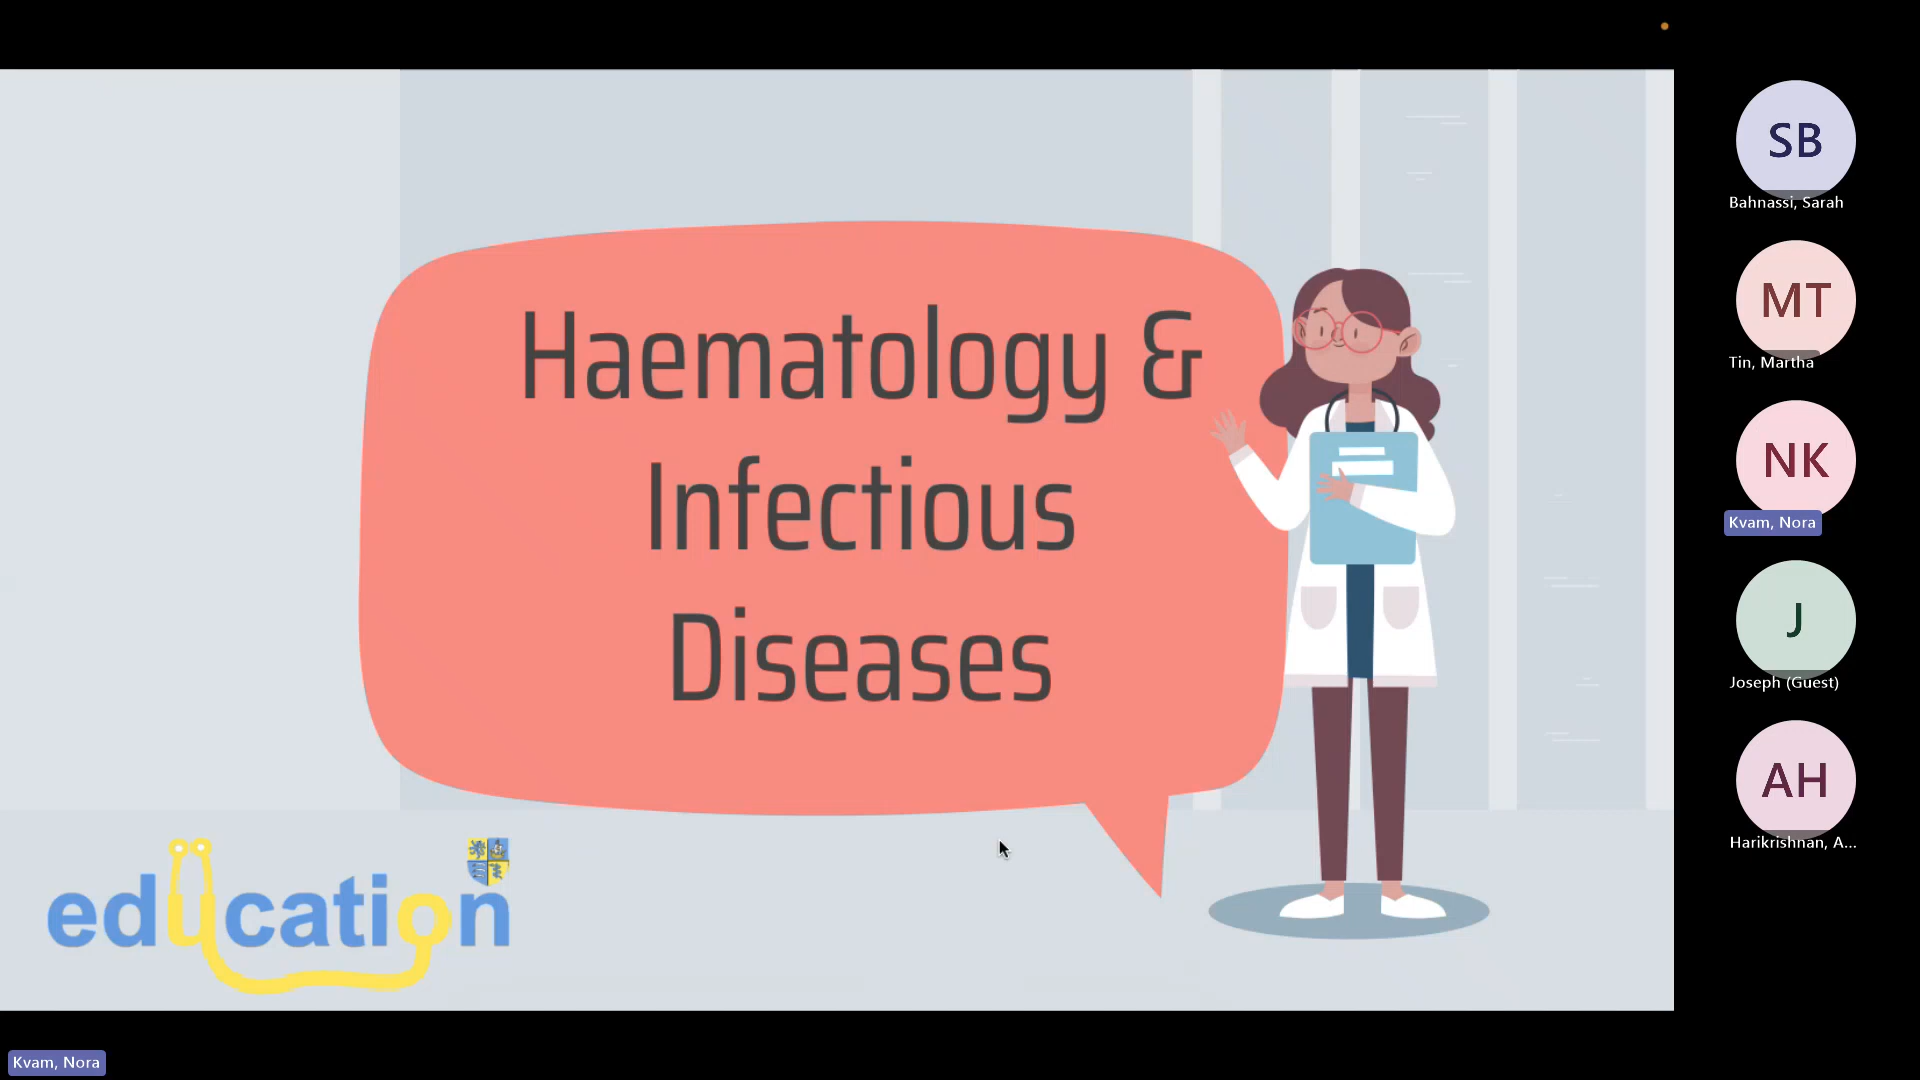 Haematology &
Infectious
Diseases
education
SB
Bahnassi, Sarah
MT
Tin, Martha
NK
Kvam, Nora
J
Joseph (Guest)
AH
Harikrishnan, A...
Kvam, Nora